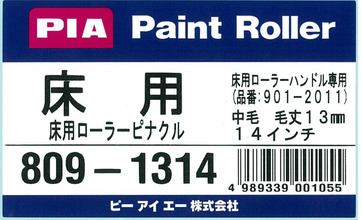 PIA Paint Roller
床用
床用ローラーピナクル
床用ローラーハンドル専用
(品番:901-2011)
中毛 毛丈13㎜
14インチ
809-1314
4 989339 001055
ピー アイ エー 株式会社